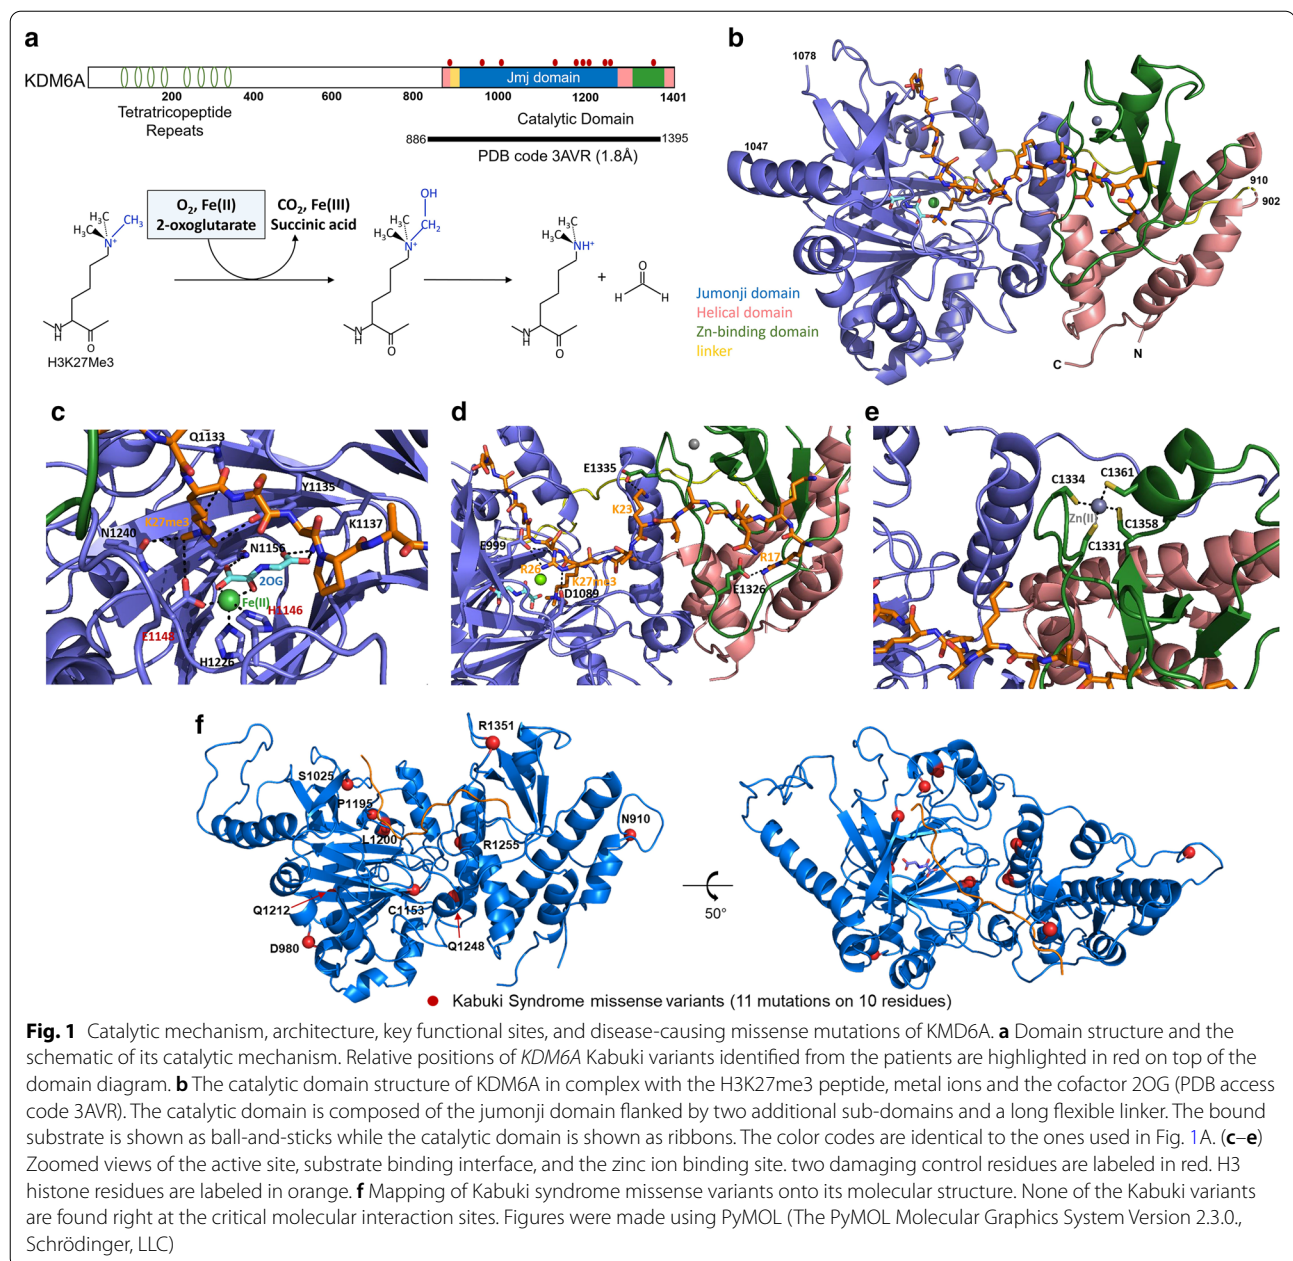 a
KDM6A
Jmj domain
200
400
600
800
1000
1200
1401
Tetratricopeptide
Repeats
Catalytic Domain
886
1395
PDB code 3AVR (1.8Å)
O2, Fe(II)
2-oxoglutarate
CO2, Fe(III)
Succinic acid
H3C
CH3
H3C
N+
N
H
O
H3K27Me3
OH
H3C
CH2
H3C
N+
N
H
O
H3C
H3C
NH+
N
H
O
+
O
H
H
b
1078
1047
910
902
N
C
Jumonji domain
Helical domain
Zn-binding domain
linker
c
Q1133
Y1135
K27me3
K1137
N1240
N1156
2OG
Fe(II)
H1146
E1148
H1226
d
E1335
K23
E999
R26
R17
K27me3
D1089
E1326
e
C1334
C1361
Zn(II)
C1358
C1331
f
R1351
S1025
P1195
N910
L1200
R1255
Q1212
C1153
D980
Q1248
50°
Kabuki Syndrome missense variants (11 mutations on 10 residues)
Fig. 1 Catalytic mechanism, architecture, key functional sites, and disease-causing missense mutations of KMD6A. a Domain structure and the
schematic of its catalytic mechanism. Relative positions of KDM6A Kabuki variants identified from the patients are highlighted in red on top of the
domain diagram. b The catalytic domain structure of KDM6A in complex with the H3K27me3 peptide, metal ions and the cofactor 2OG (PDB access
code 3AVR). The catalytic domain is composed of the jumonji domain flanked by two additional sub-domains and a long flexible linker. The bound
substrate is shown as ball-and-sticks while the catalytic domain is shown as ribbons. The color codes are identical to the ones used in Fig. 1A. (c–e)
Zoomed views of the active site, substrate binding interface, and the zinc ion binding site. two damaging control residues are labeled in red. H3
histone residues are labeled in orange. f Mapping of Kabuki syndrome missense variants onto its molecular structure. None of the Kabuki variants
are found right at the critical molecular interaction sites. Figures were made using PyMOL (The PyMOL Molecular Graphics System Version 2.3.0.,
Schrödinger, LLC)